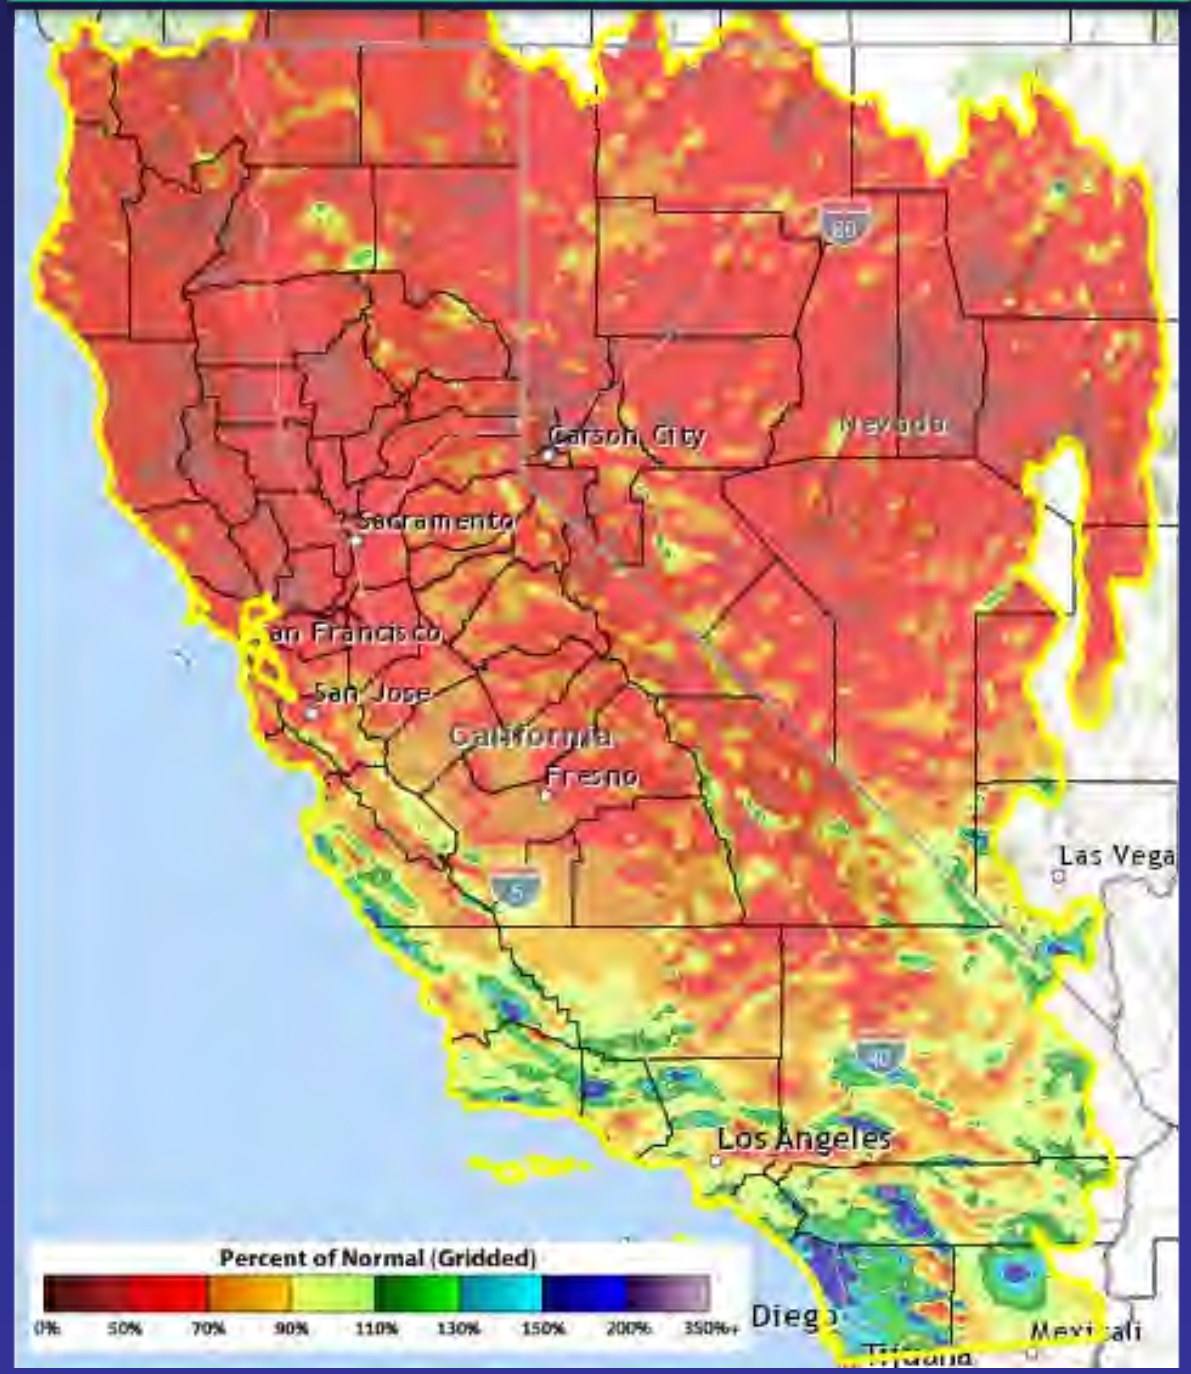 80
Nevada
Carson City
Sacramento
an Francisco
San Jose
California
Fresno
Las Vega
5
40
Los Angeles
Percent of Normal (Gridded)
0% 50% 70% 90% 110% 130% 150% 200% 350%+
Diego
Mexicali
Tijuana